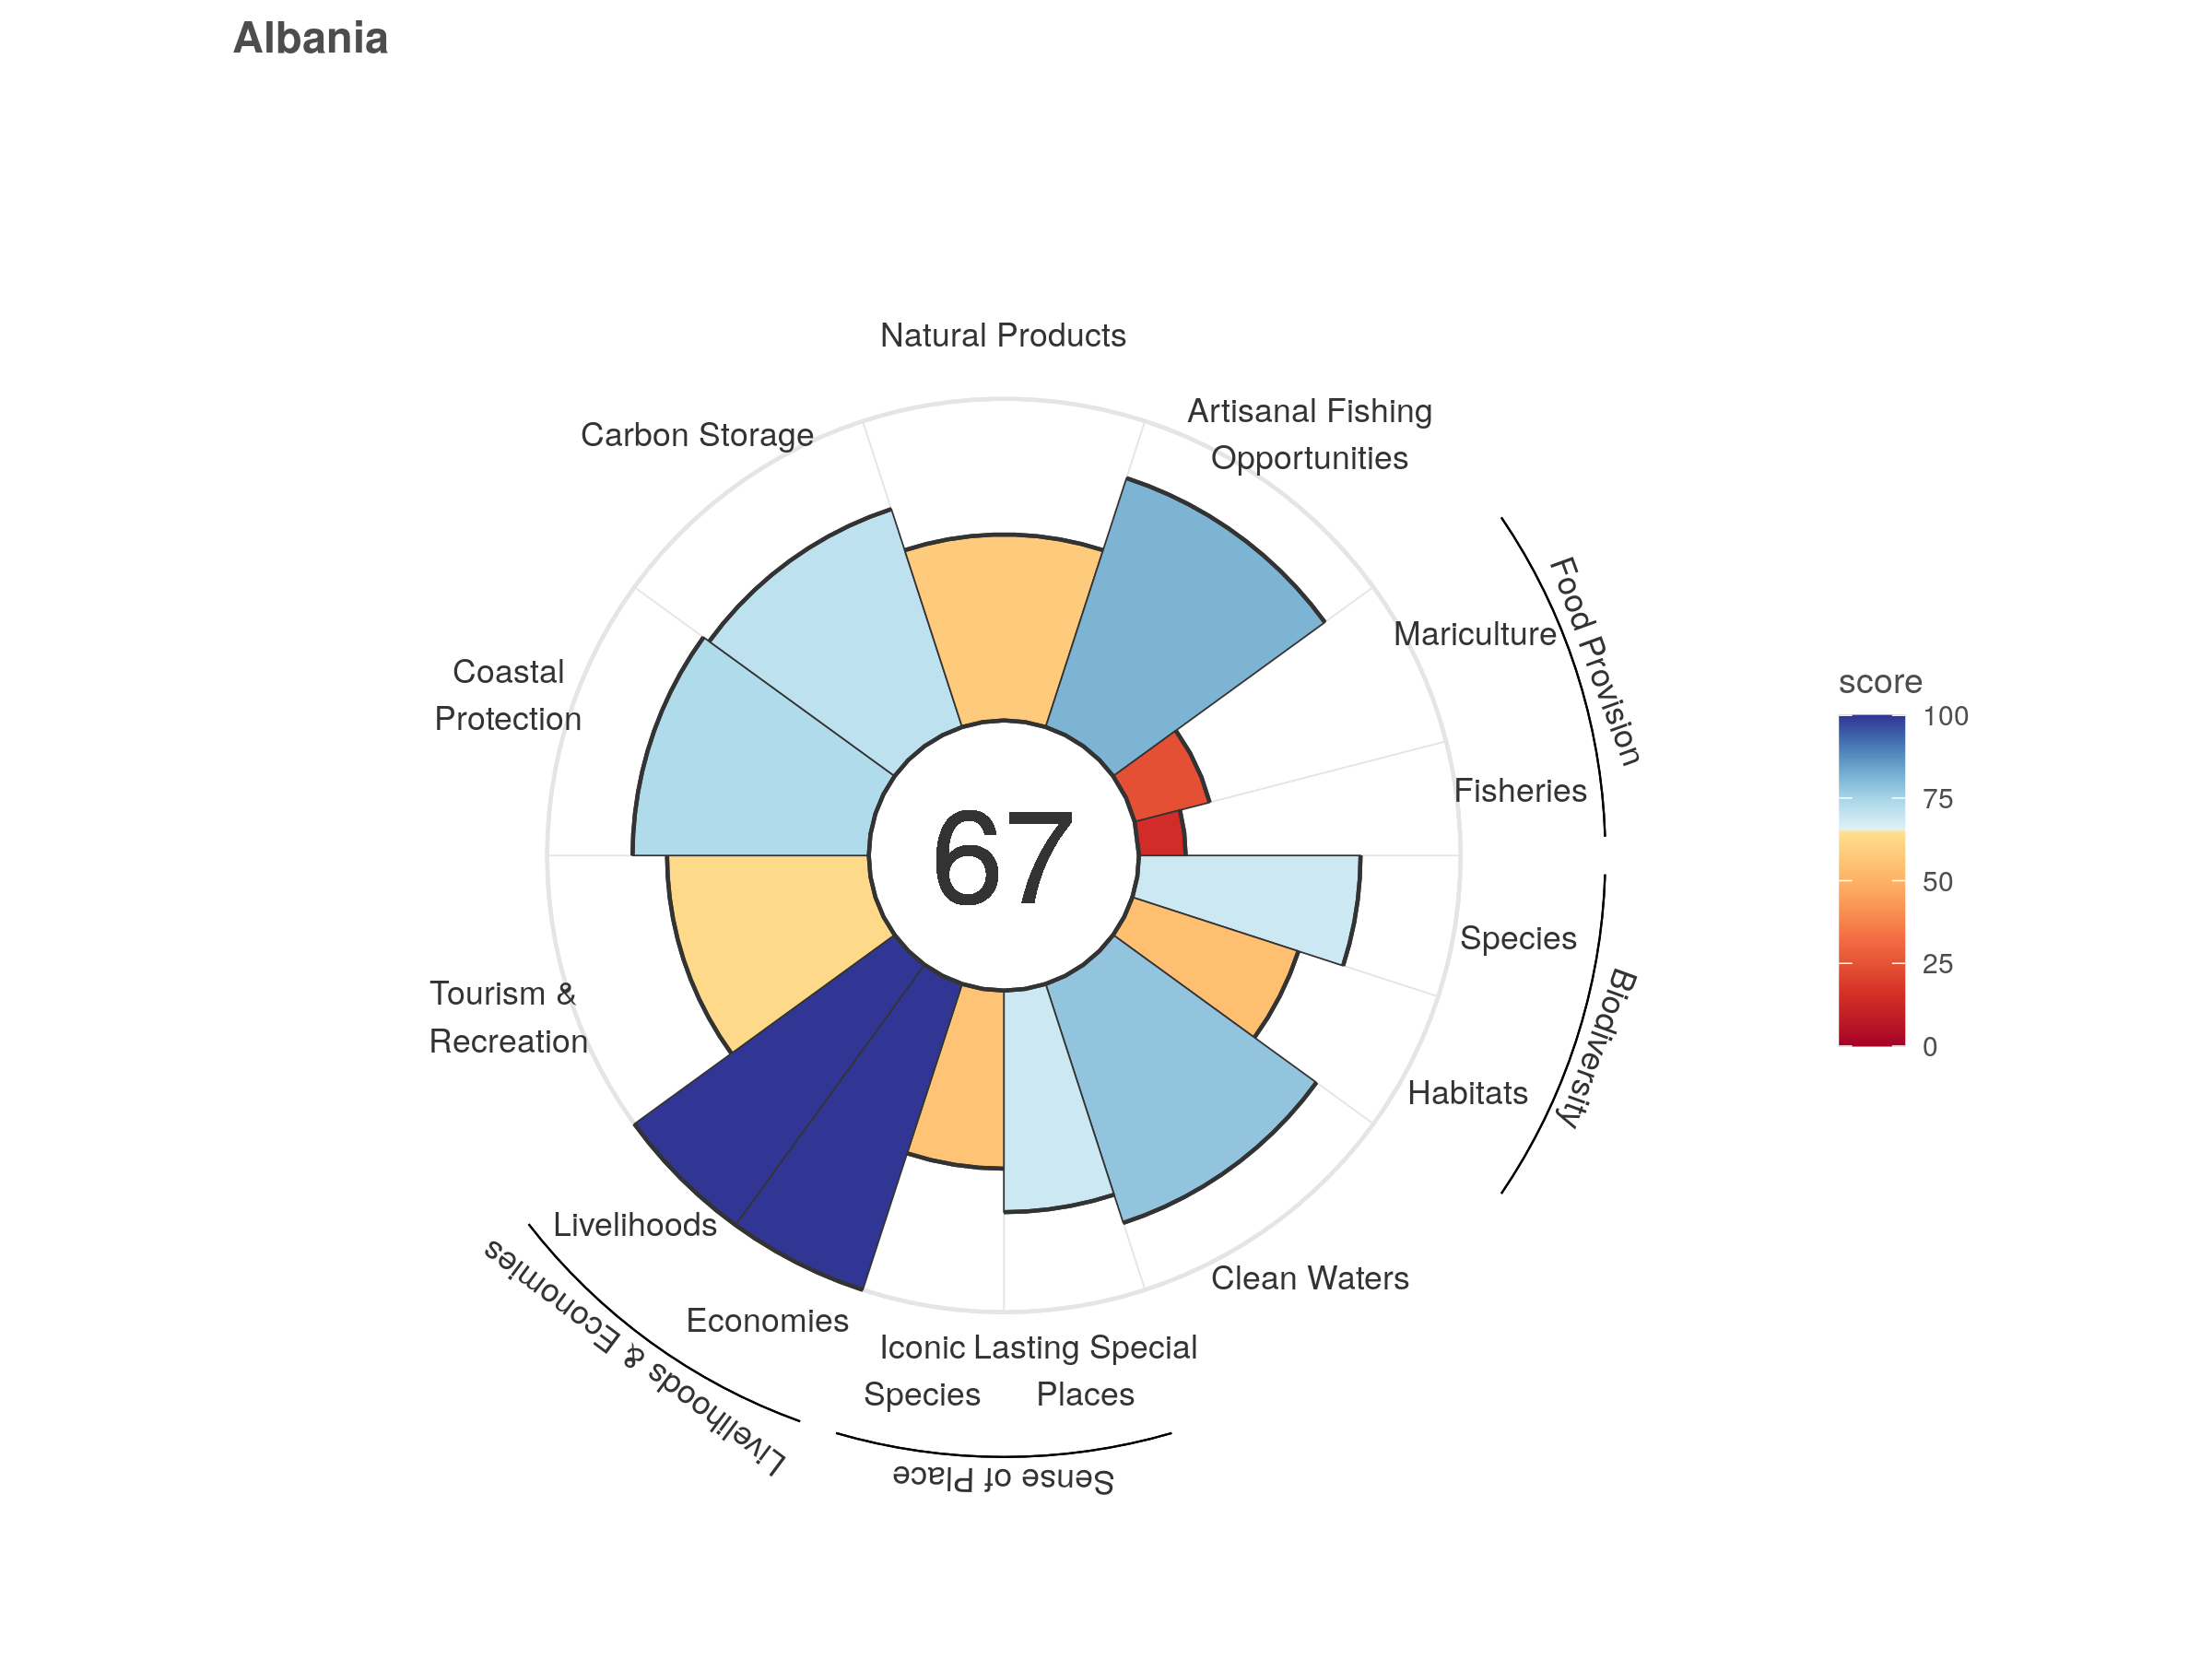 Albania
Natural Products
Artisanal Fishing
Opportunities
Carbon Storage
Mariculture
Food Provision
Coastal
Protection
Fisheries
67
Species
Biodiversity
Habitats
Tourism &
Recreation
Livelihoods
Economies
Livelihoods & Economies
Clean Waters
Iconic
Species
Lasting Special
Places
Sense of Place
score
100
75
50
25
0